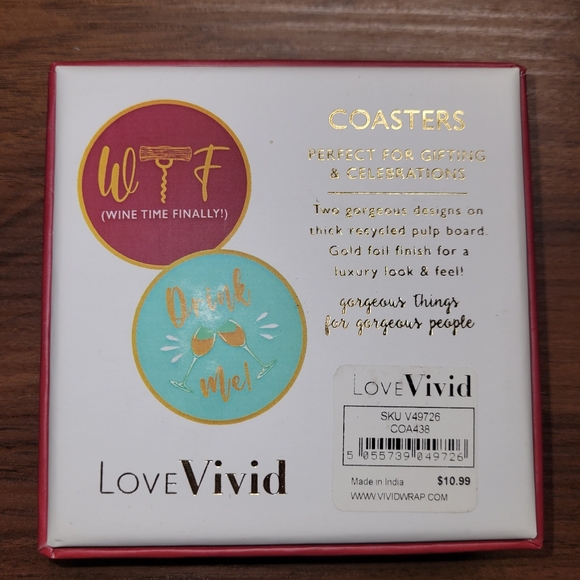 W T F
(WINE TIME FINALLY!)
Drink
Me!
LOVEVivid
COASTERS
PERFECT FOR GIFTING
& CELEBRATIONS
Two gorgeous designs on
thick recycled pulp board.
Gold foil finish for a
luxury look & feel!
gorgeous things
for gorgeous people
LOVEVivid
SKU V49726
COA438
5 055739 049726
Made in India $10.99
WWW.VIVIDWRAP.COM